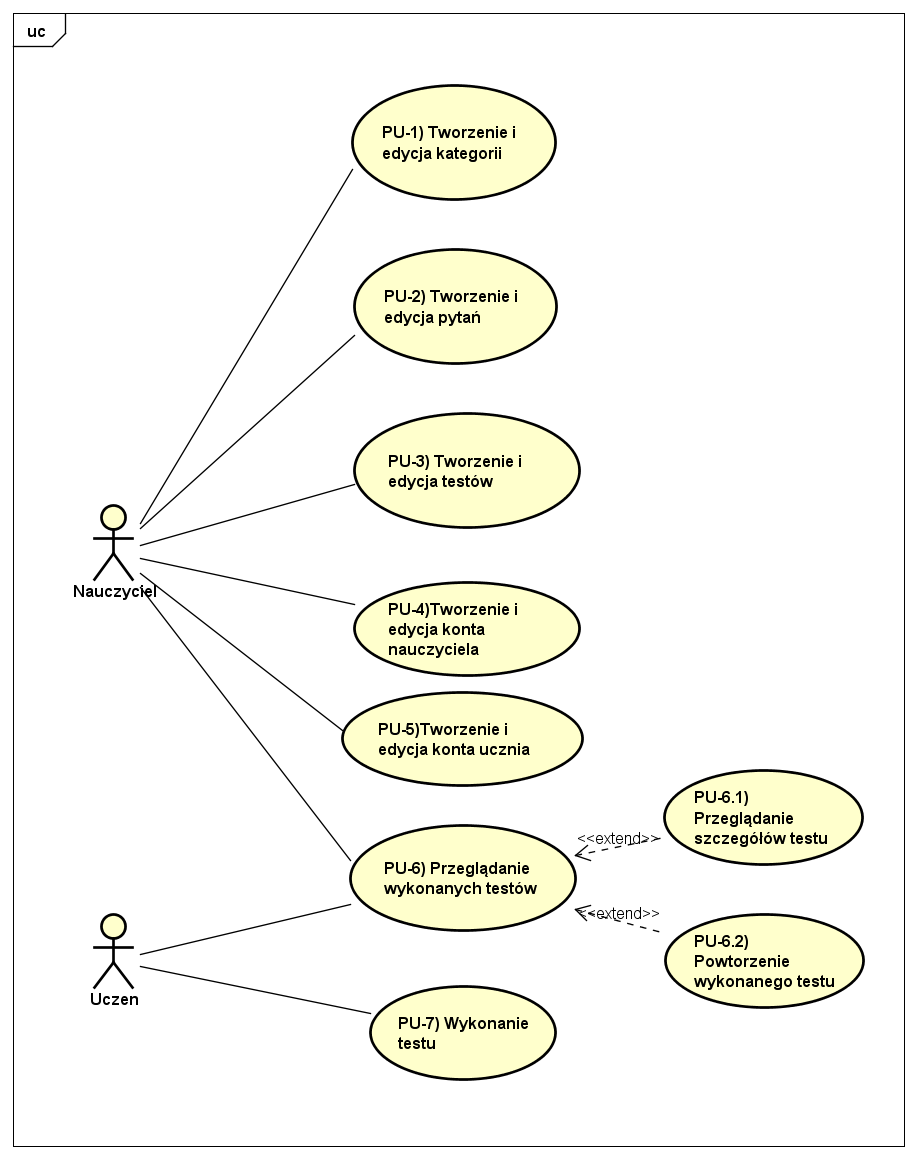 uc
PU-1) Tworzenie i
edycja kategorii
PU-2) Tworzenie i
edycja pytań
PU-3) Tworzenie i
edycja testów
Nauczyciel
PU-4)Tworzenie i
edycja konta
nauczyciela
PU-5)Tworzenie i
edycja konta ucznia
PU-6.1)
Przeglądanie
szczegółów testu
<<extend>>
PU-6) Przeglądanie
wykonanych testów
<<extend>>
PU-6.2)
Powtorzenie
wykonanego testu
Uczen
PU-7) Wykonanie
testu